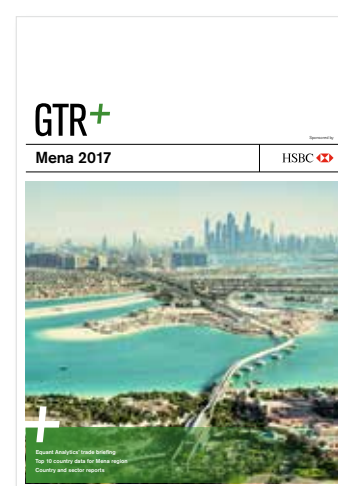 GTR+
Sponsored by
Mena 2017
HSBC
+
Equant Analytics' trade briefing
Top 10 country data for Mena region
Country and sector reports